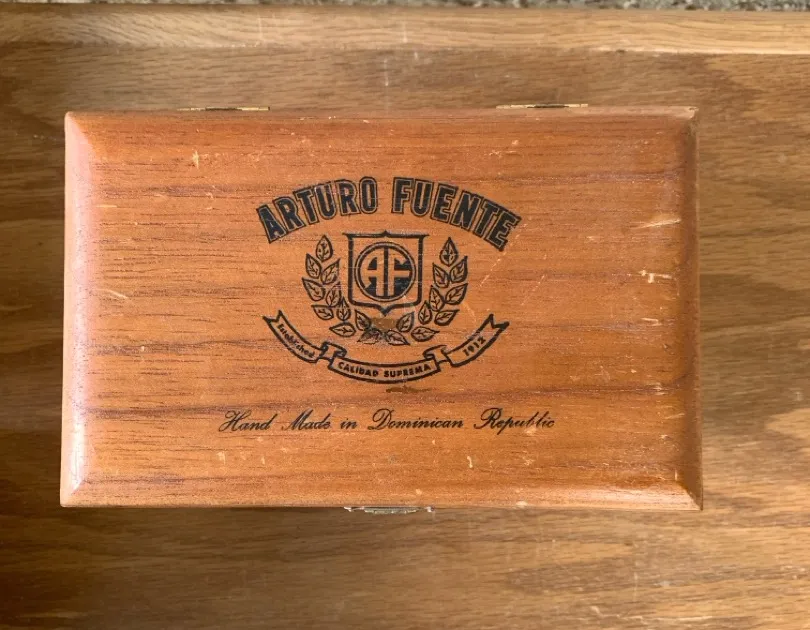 ARTURO FUENTE
AF
Established CALIDAD SUPREMA 1912
Hand Made in Dominican Republic